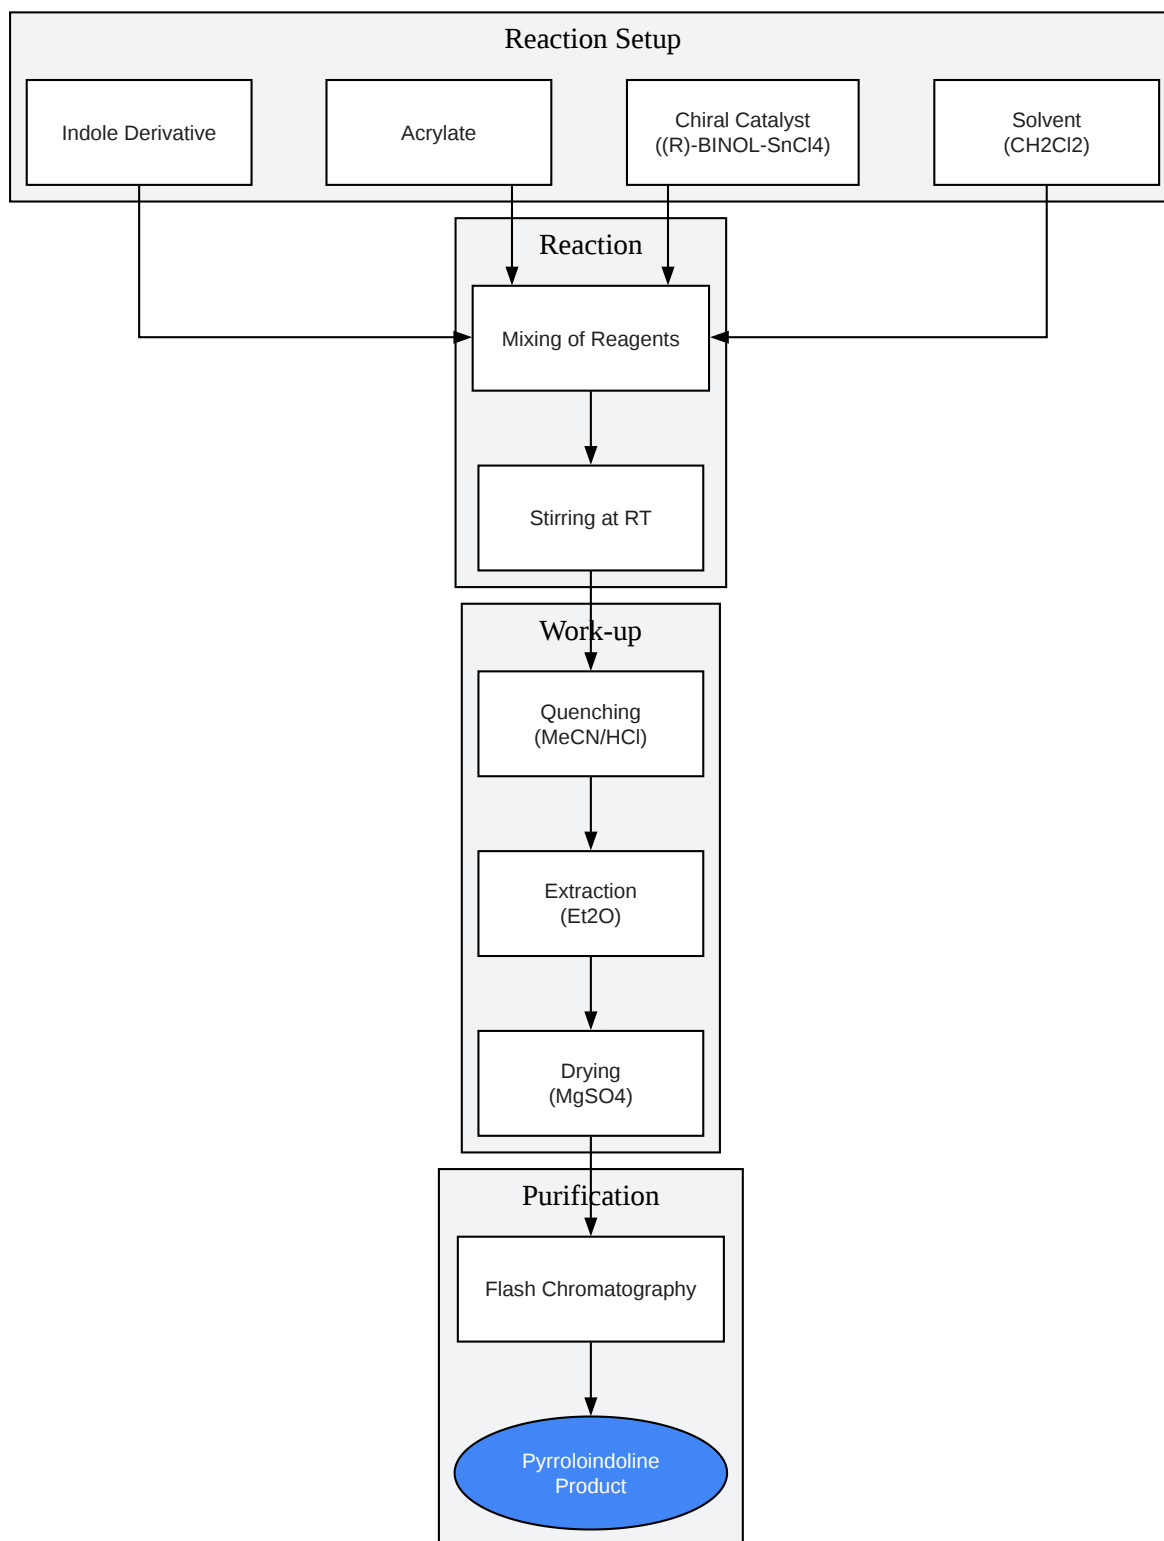 Reaction Setup
Indole Derivative
Acrylate
Chiral Catalyst
((R)-BINOL-SnCl4)
Solvent
(CH2Cl2)
Reaction
Mixing of Reagents
Stirring at RT
Work-up
Quenching
(MeCN/HCl)
Extraction
(Et2O)
Drying
(MgSO4)
Purification
Flash Chromatography
Pyrroloindoline
Product